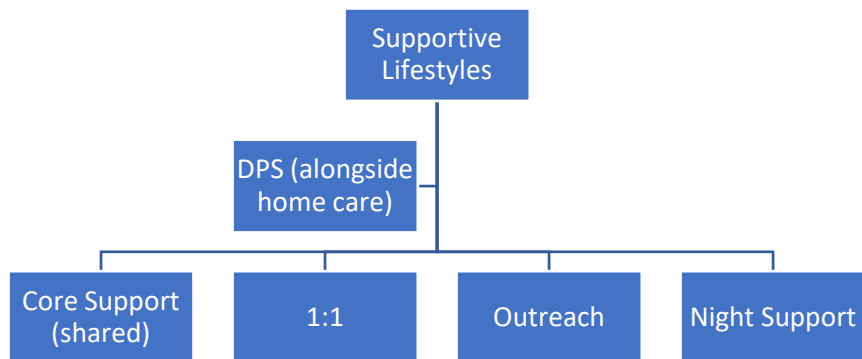 Supportive
Lifestyles
DPS (alongside
home care)
Core Support
(shared)
1:1
Outreach
Night Support